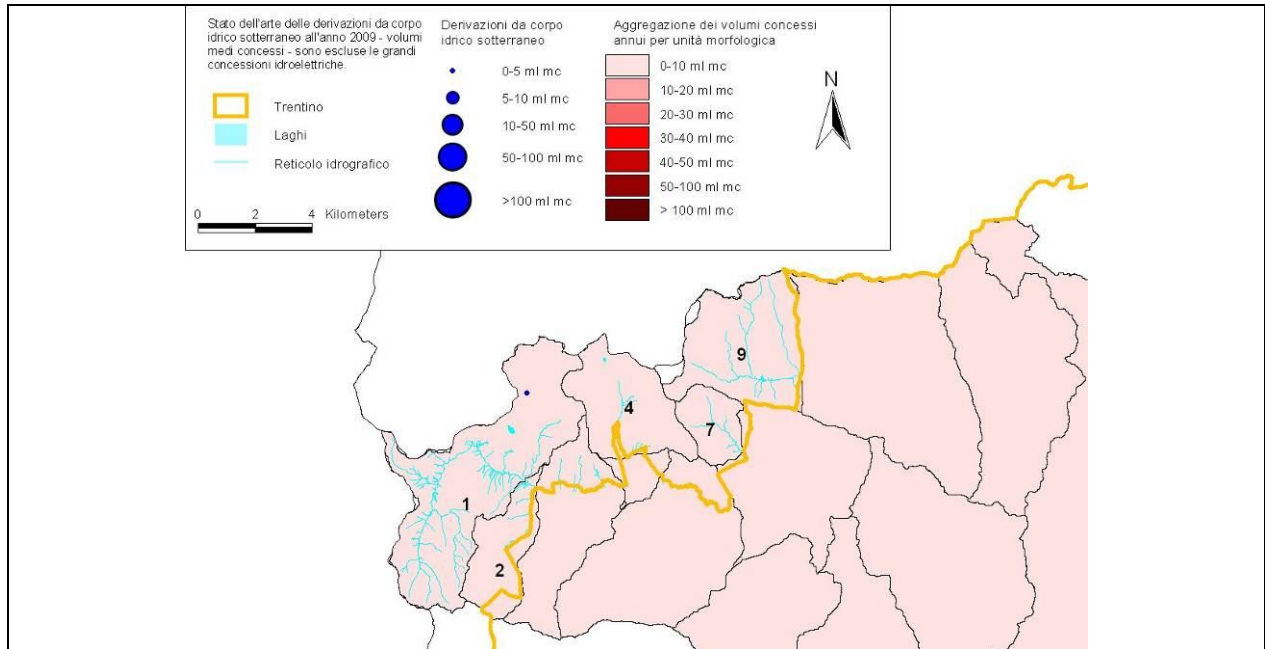 Stato dell'arte delle derivazioni da corpo
idrico sotterraneo all'anno 2009 - volumi
medi concessi - sono escluse le grandi
concessioni idroelettriche.
Trentino
Laghi
Reticolo idrografico
0 2 4 Kilometers
Derivazioni da corpo
idrico sotterraneo
0-5 ml mc
5-10 ml mc
10-50 ml mc
50-100 ml mc
>100 ml mc
Aggregazione dei volumi concessi
annui per unità morfologica
0-10 ml mc
10-20 ml mc
20-30 ml mc
30-40 ml mc
40-50 ml mc
50-100 ml mc
> 100 ml mc
N
9
4
7
1
2